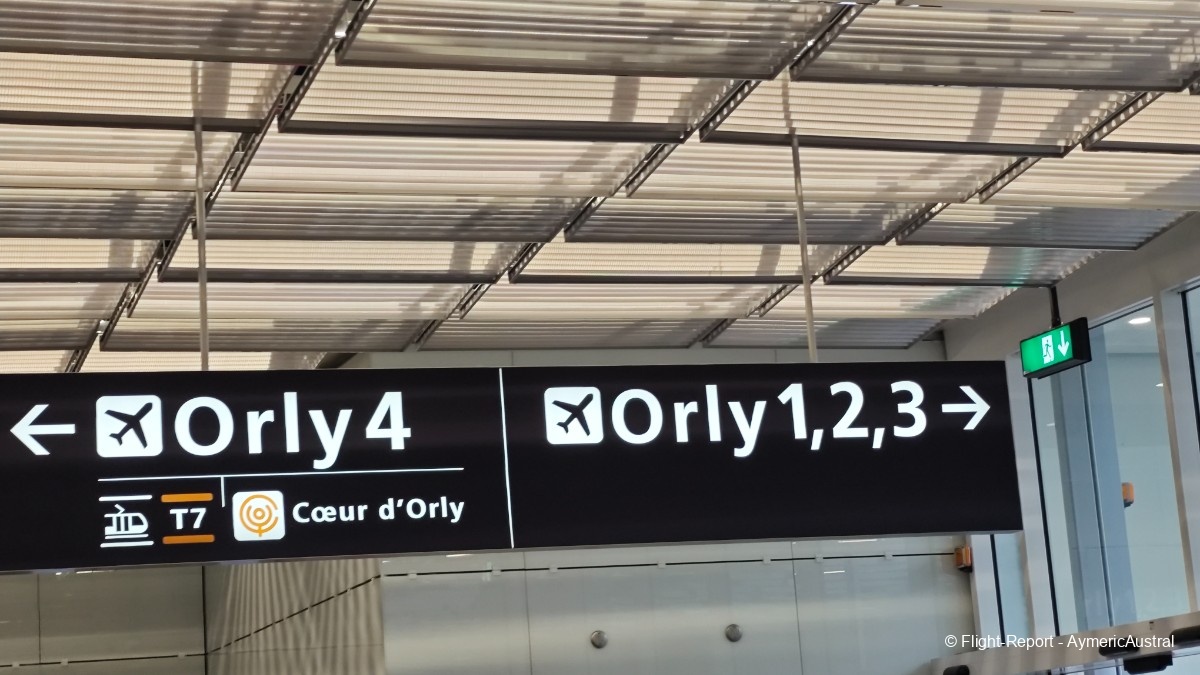 Orly 4
T7
Cœur d'Orly
Orly 1,2,3
© Flight-Report - AymericAustral